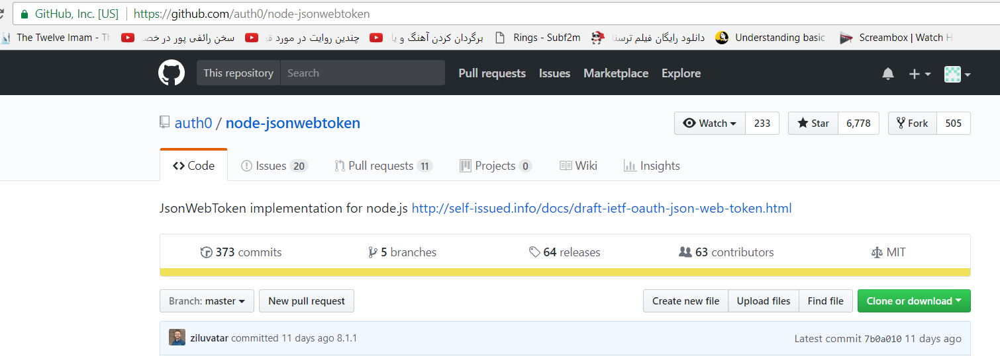 GitHub, Inc. [US] https://github.com/auth0/node-jsonwebtoken
The Twelve Imam - Th سخن رائفی پور در خصـ چندین روایت در مورد قـ برگردان کردن آهنگ و یا Rings - Subf2m دانلود رایگان فیلم ترسنا Understanding basic Screambox | Watch H
This repository Search Pull requests Issues Marketplace Explore
auth0 / node-jsonwebtoken Watch 233 Star 6,778 Fork 505
Code Issues 20 Pull requests 11 Projects 0 Wiki Insights
JsonWebToken implementation for node.js http://self-issued.info/docs/draft-ietf-oauth-json-web-token.html
373 commits 5 branches 64 releases 63 contributors MIT
Branch: master New pull request Create new file Upload files Find file Clone or download
ziluvatar committed 11 days ago 8.1.1 Latest commit 7b0a010 11 days ago